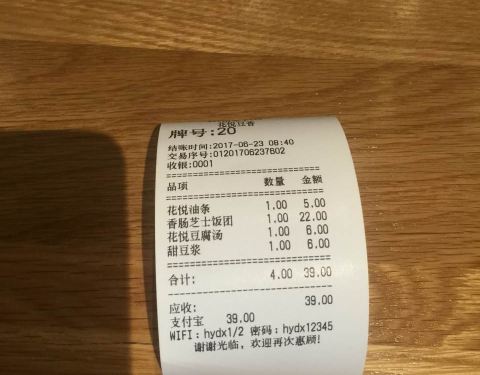 花悦豆香
牌号:20
结账时间:2017-06-23 08:40
交易序号:01201706237602
收银:0001
==============================
品项 数量 金额
==============================
花悦油条 1.00 5.00
香肠芝士饭团 1.00 22.00
花悦豆腐汤 1.00 6.00
甜豆浆 1.00 6.00
==============================
合计: 4.00 39.00
------------------------------
应收: 39.00
支付宝 39.00
WIFI：hydx1/2 密码：hydx12345
谢谢光临，欢迎再次惠顾！